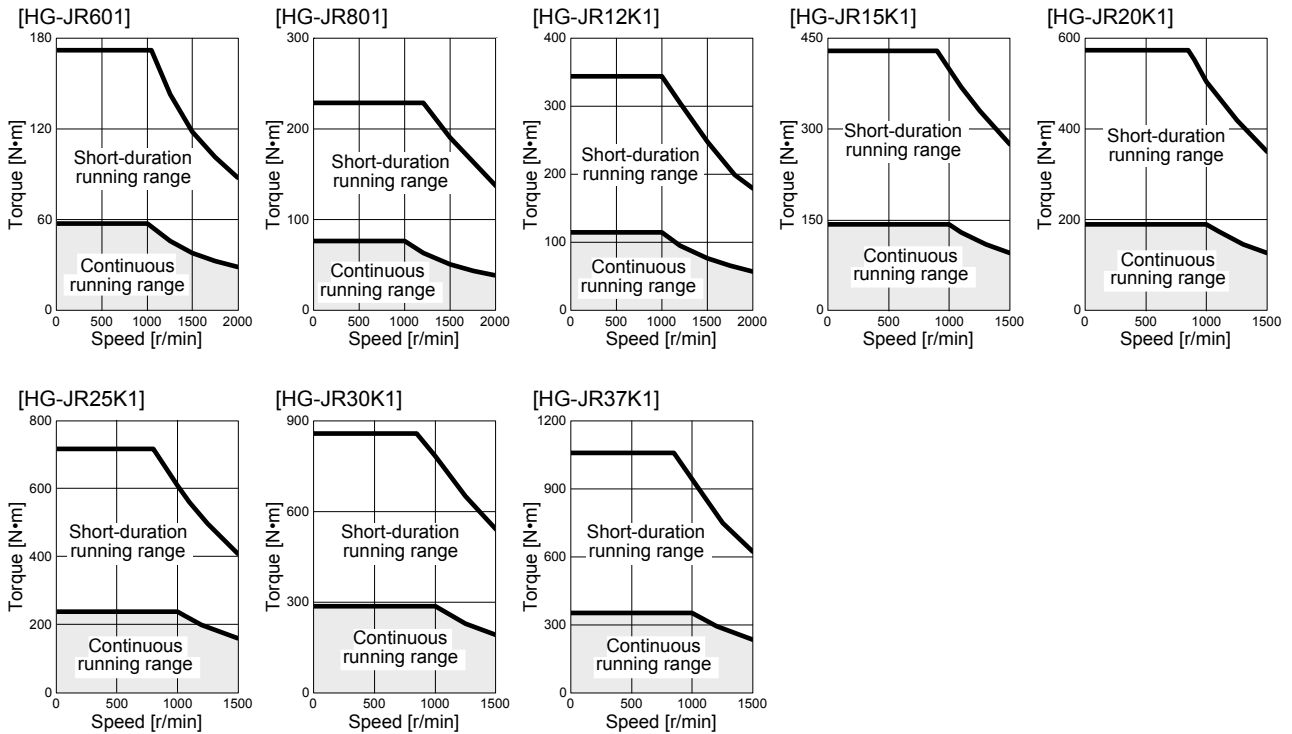 [HG-JR601]
180
120
60
0
Torque [N•m]
Short-duration
running range
Continuous
running range
0 500 1000 1500 2000
Speed [r/min]
[HG-JR801]
300
200
100
0
Torque [N•m]
Short-duration
running range
Continuous
running range
0 500 1000 1500 2000
Speed [r/min]
[HG-JR12K1]
400
300
200
100
0
Torque [N•m]
Short-duration
running range
Continuous
running range
0 500 1000 1500 2000
Speed [r/min]
[HG-JR15K1]
450
300
150
0
Torque [N•m]
Short-duration
running range
Continuous
running range
0 500 1000 1500
Speed [r/min]
[HG-JR20K1]
600
400
200
0
Torque [N•m]
Short-duration
running range
Continuous
running range
0 500 1000 1500
Speed [r/min]
[HG-JR25K1]
800
600
400
200
0
Torque [N•m]
Short-duration
running range
Continuous
running range
0 500 1000 1500
Speed [r/min]
[HG-JR30K1]
900
600
300
0
Torque [N•m]
Short-duration
running range
Continuous
running range
0 500 1000 1500
Speed [r/min]
[HG-JR37K1]
1200
900
600
300
0
Torque [N•m]
Short-duration
running range
Continuous
running range
0 500 1000 1500
Speed [r/min]